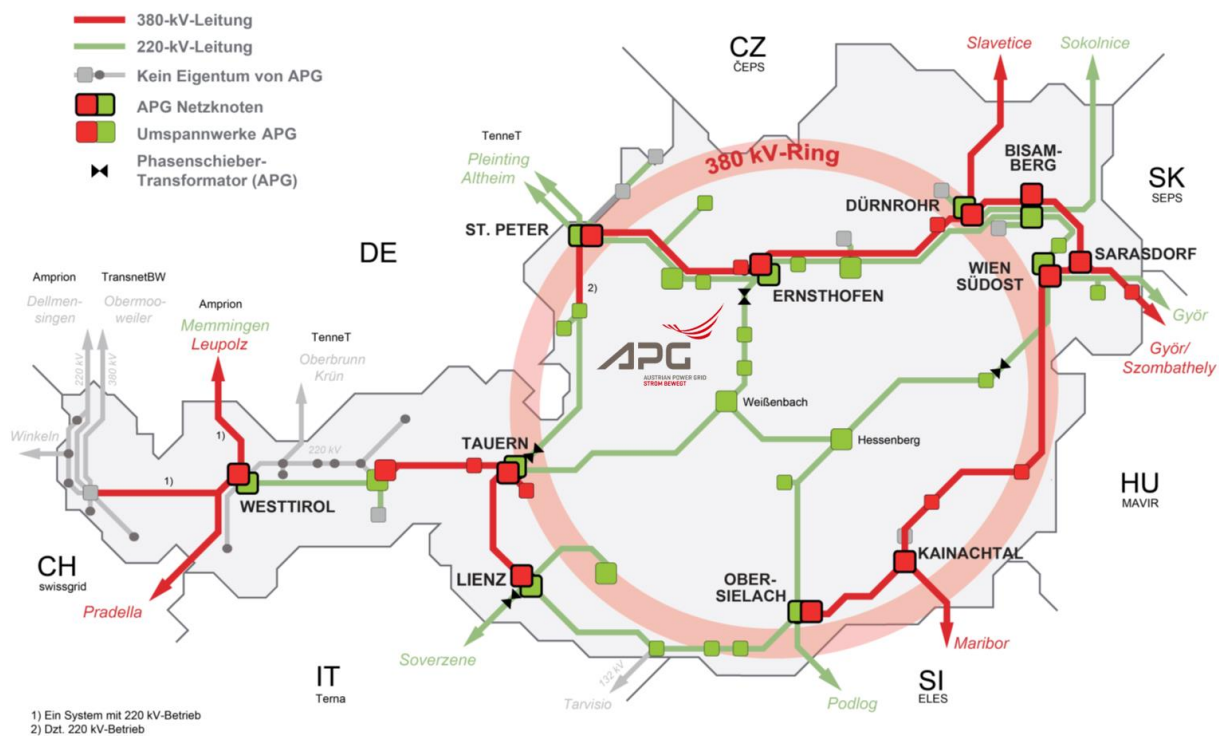 380-kV-Leitung
220-kV-Leitung
Kein Eigentum von APG
APG Netzknoten
Umspannwerke APG
Phasenschieber-
Transformator (APG)
CZ
ČEPS
Slavetice
Sokolnice
TenneT
Pleinting
Altheim
380 kV-Ring
BISAM-
BERG
SK
SEPS
DÜRNROHR
ST. PETER
DE
WIEN
SÜDOST
SARASDORF
ERNSTHOFEN
2)
Amprion
Dellmen-
singen
TransnetBW
Obermoo-
weiler
Amprion
Memmingen
Leupolz
TenneT
Oberbrunn
Krün
220 kV
380 kV
Györ
Györ/
Szombathely
APG
AUSTRIAN POWER GRID
STROM BEWEGT
Weißenbach
Hessenberg
Winkeln
1)
220 kV
TAUERN
1)
WESTTIROL
HU
MAVIR
CH
swissgrid
Pradella
LIENZ
OBER-
SIELACH
KAINACHTAL
Soverzene
Maribor
IT
Terna
132 kV
Tarvisio
Podlog
SI
ELES
1) Ein System mit 220 kV-Betrieb
2) Dzt. 220 kV-Betrieb